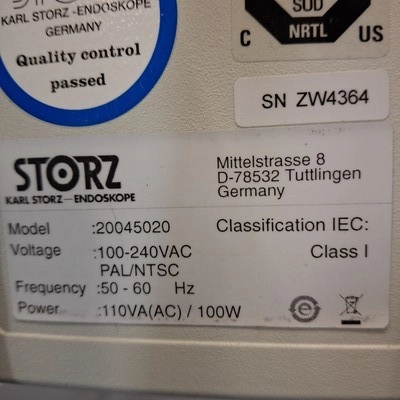 KARL STORZ-ENDOSKOPE
GERMANY
Quality control
passed
SÜD
C NRTL US
SN ZW4364
STORZ
KARL STORZ—ENDOSKOPE
Mittelstrasse 8
D-78532 Tuttlingen
Germany
Model :20045020
Classification IEC:
Voltage :100-240VAC
Class I
PAL/NTSC
Frequency :50 - 60 Hz
Power :110VA(AC) / 100W
e